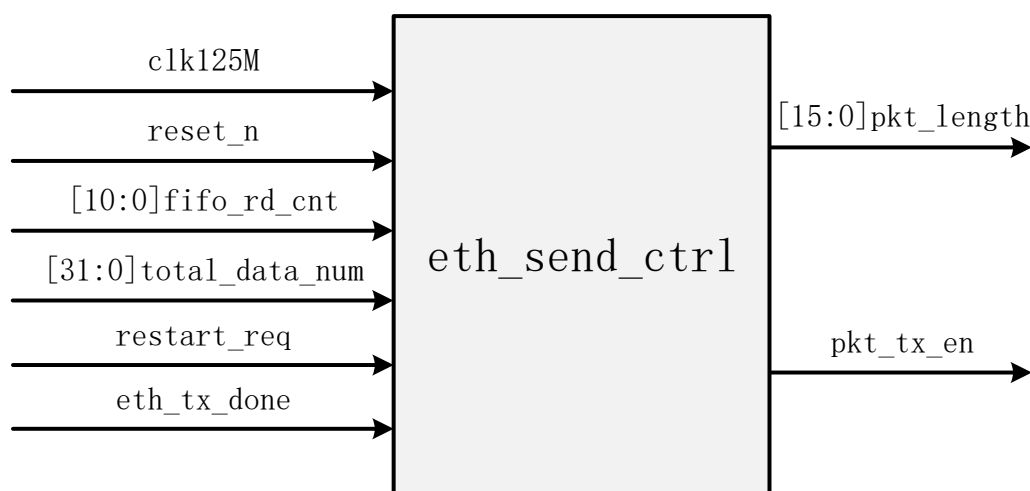 clk125M
reset_n
[10:0]fifo_rd_cnt
[31:0]total_data_num
restart_req
eth_tx_done
eth_send_ctrl
[15:0]pkt_length
pkt_tx_en